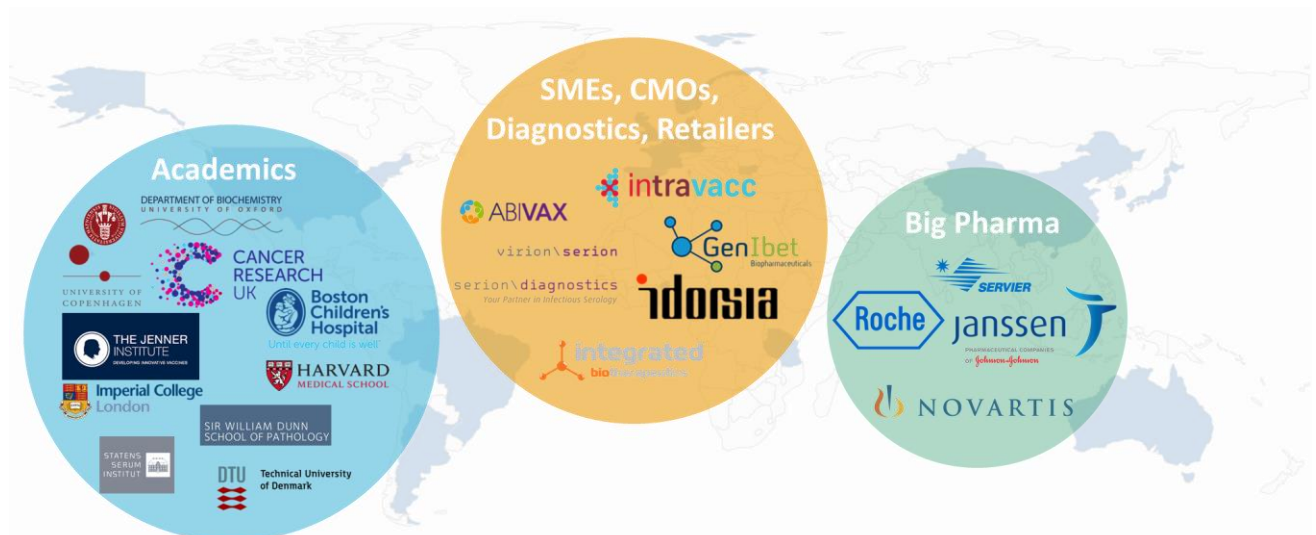 Academics
DEPARTMENT OF BIOCHEMISTRY
UNIVERSITY OF OXFORD
UNIVERSITY OF
COPENHAGEN
CANCER
RESEARCH
UK
Boston
Children's
Hospital
Until every child is well
THE JENNER
INSTITUTE
DEVELOPING INNOVATIVE VACCINES
HARVARD
MEDICAL SCHOOL
Imperial College
London
SIR WILLIAM DUNN
SCHOOL OF PATHOLOGY
STATENS
SERUM
INSTITUT
DTU
Technical University
of Denmark
SMEs, CMOs,
Diagnostics, Retailers
intravacc
ABIVAX
virion\serion
GenIbet
Biopharmaceuticals
serion\diagnostics
Your Partner in Infectious Serology
idorsia
integrated
biotherapeutics
Big Pharma
SERVIER
Roche
janssen
PHARMACEUTICAL COMPANIES
OF Johnson&Johnson
NOVARTIS